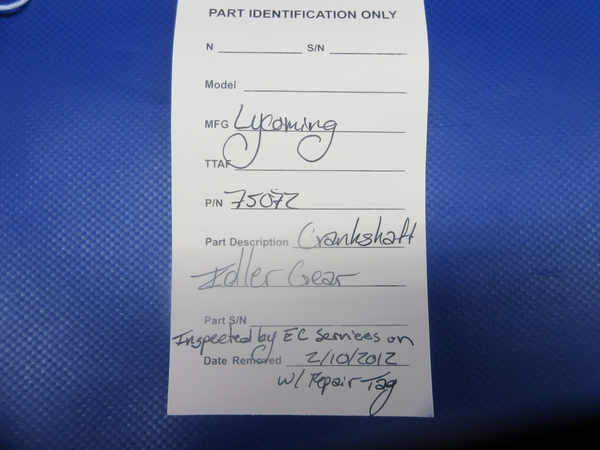 PART IDENTIFICATION ONLY
N S/N
Model
MFG Lycoming
TTAF
P/N 75072
Part Description Crankshaft
Idler Gear
Part S/N
Inspected by EC Services on
Date Removed 2/10/2012
w/ Repair Tag